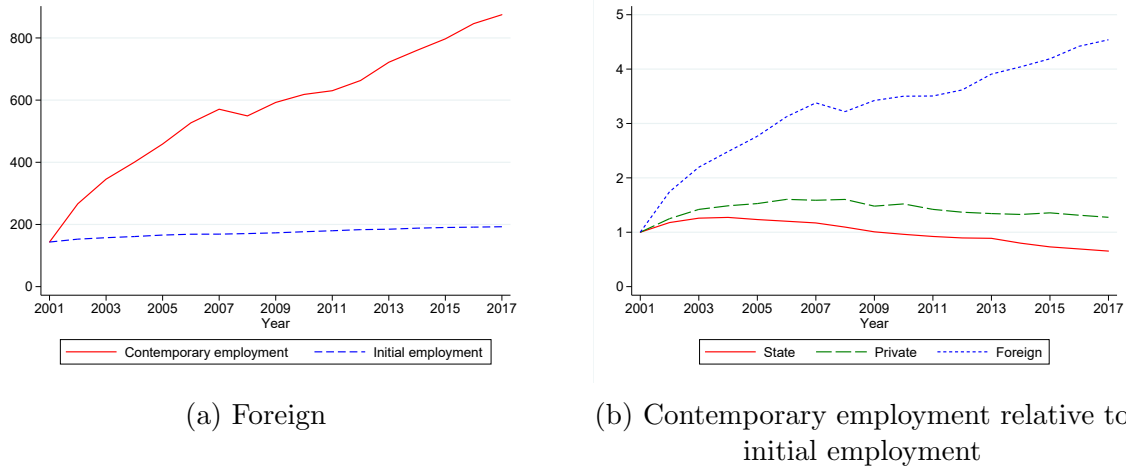 800
600
400
200
0
2001 2003 2005 2007 2009 2011 2013 2015 2017
Year
Contemporary employment Initial employment
(a) Foreign
5
4
3
2
1
0
2001 2003 2005 2007 2009 2011 2013 2015 2017
Year
State Private Foreign
(b) Contemporary employment relative to
initial employment